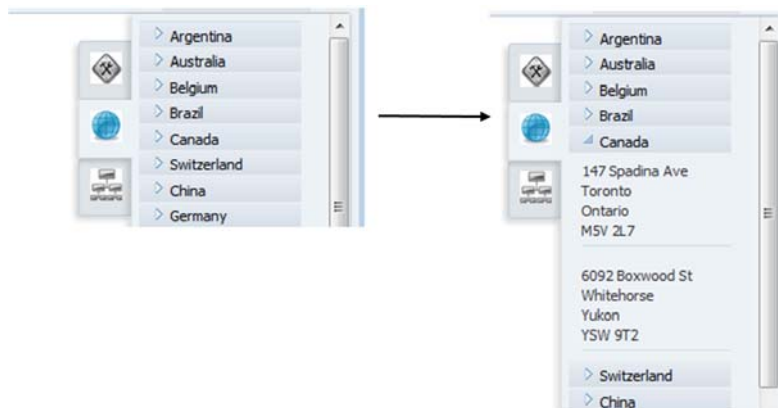 Argentina
Australia
Belgium
Brazil
Canada
Switzerland
China
Germany
Argentina
Australia
Belgium
Brazil
Canada
147 Spadina Ave
Toronto
Ontario
M5V 2L7
6092 Boxwood St
Whitehorse
Yukon
YSW 9T2
Switzerland
China